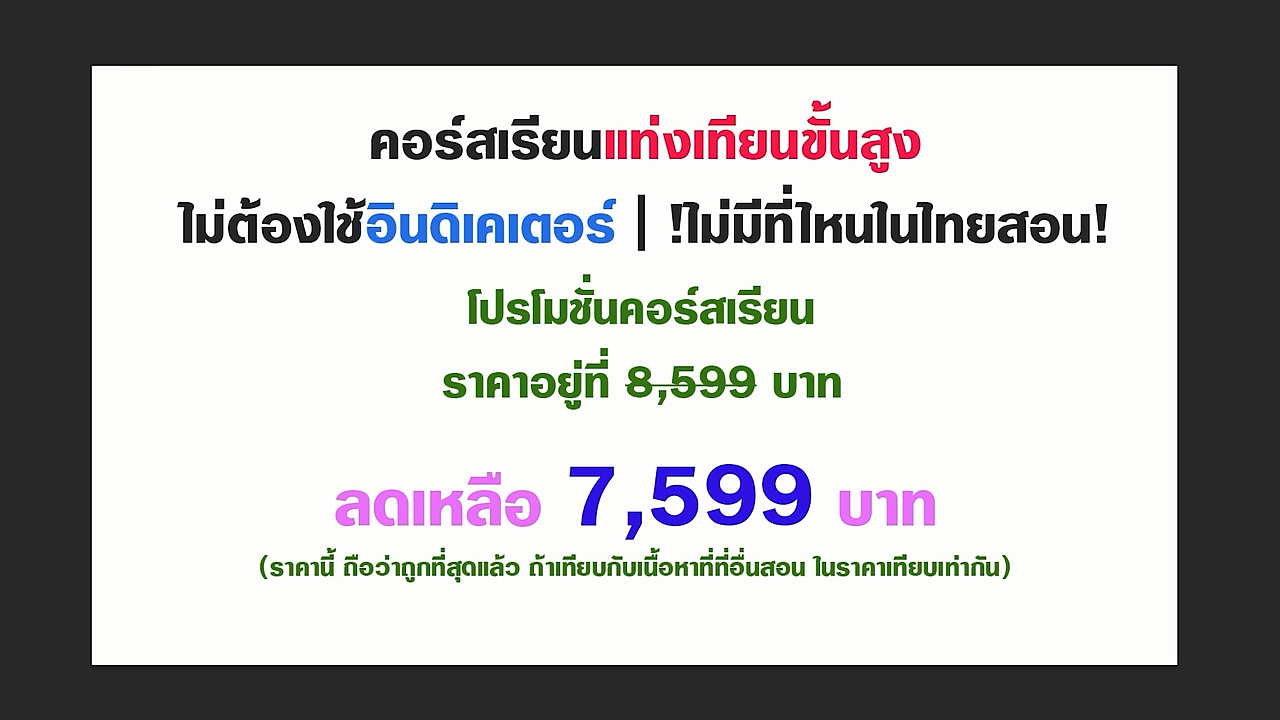 คอร์สเรียนแท่งเทียนขั้นสูง
ไม่ต้องใช้อินดิเคเตอร์ | !ไม่มีที่ไหนในไทยสอน!
โปรโมชั่นคอร์สเรียน
ราคาอยู่ที่ 8,599 บาท
ลดเหลือ 7,599 บาท
(ราคานี้ ถือว่าถูกที่สุดแล้ว ถ้าเทียบกับเนื้อหาที่ที่อื่นสอน ในราคาเทียบเท่ากัน)